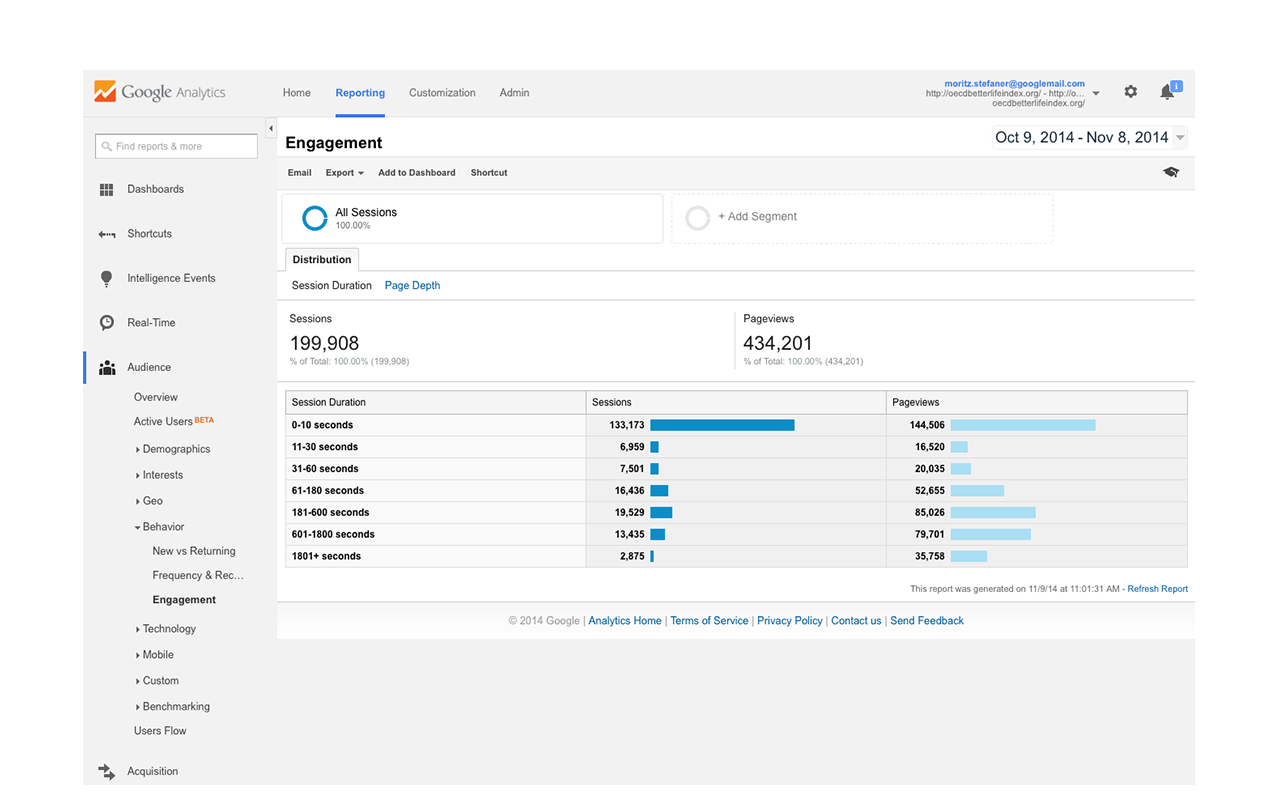 Google Analytics
Home Reporting Customization Admin
moritz.stefaner@googlemail.com
http://oecdbetterlifeindex.org/ - http://o...
oecdbetterlifeindex.org/
1
Find reports & more
Dashboards
Shortcuts
Intelligence Events
Real-Time
Audience
Overview
Active Users BETA
Demographics
Interests
Geo
Behavior
New vs Returning
Frequency & Rec...
Engagement
Technology
Mobile
Custom
Benchmarking
Users Flow
Acquisition
Engagement
Oct 9, 2014 - Nov 8, 2014
Email Export Add to Dashboard Shortcut
All Sessions
100.00%
+ Add Segment
Distribution
Session Duration Page Depth
Sessions
199,908
% of Total: 100.00% (199,908)
Pageviews
434,201
% of Total: 100.00% (434,201)
Session Duration Sessions Pageviews
0-10 seconds 133,173 144,506
11-30 seconds 6,959 16,520
31-60 seconds 7,501 20,035
61-180 seconds 16,436 52,655
181-600 seconds 19,529 85,026
601-1800 seconds 13,435 79,701
1801+ seconds 2,875 35,758
This report was generated on 11/9/14 at 11:01:31 AM - Refresh Report
© 2014 Google | Analytics Home | Terms of Service | Privacy Policy | Contact us | Send Feedback